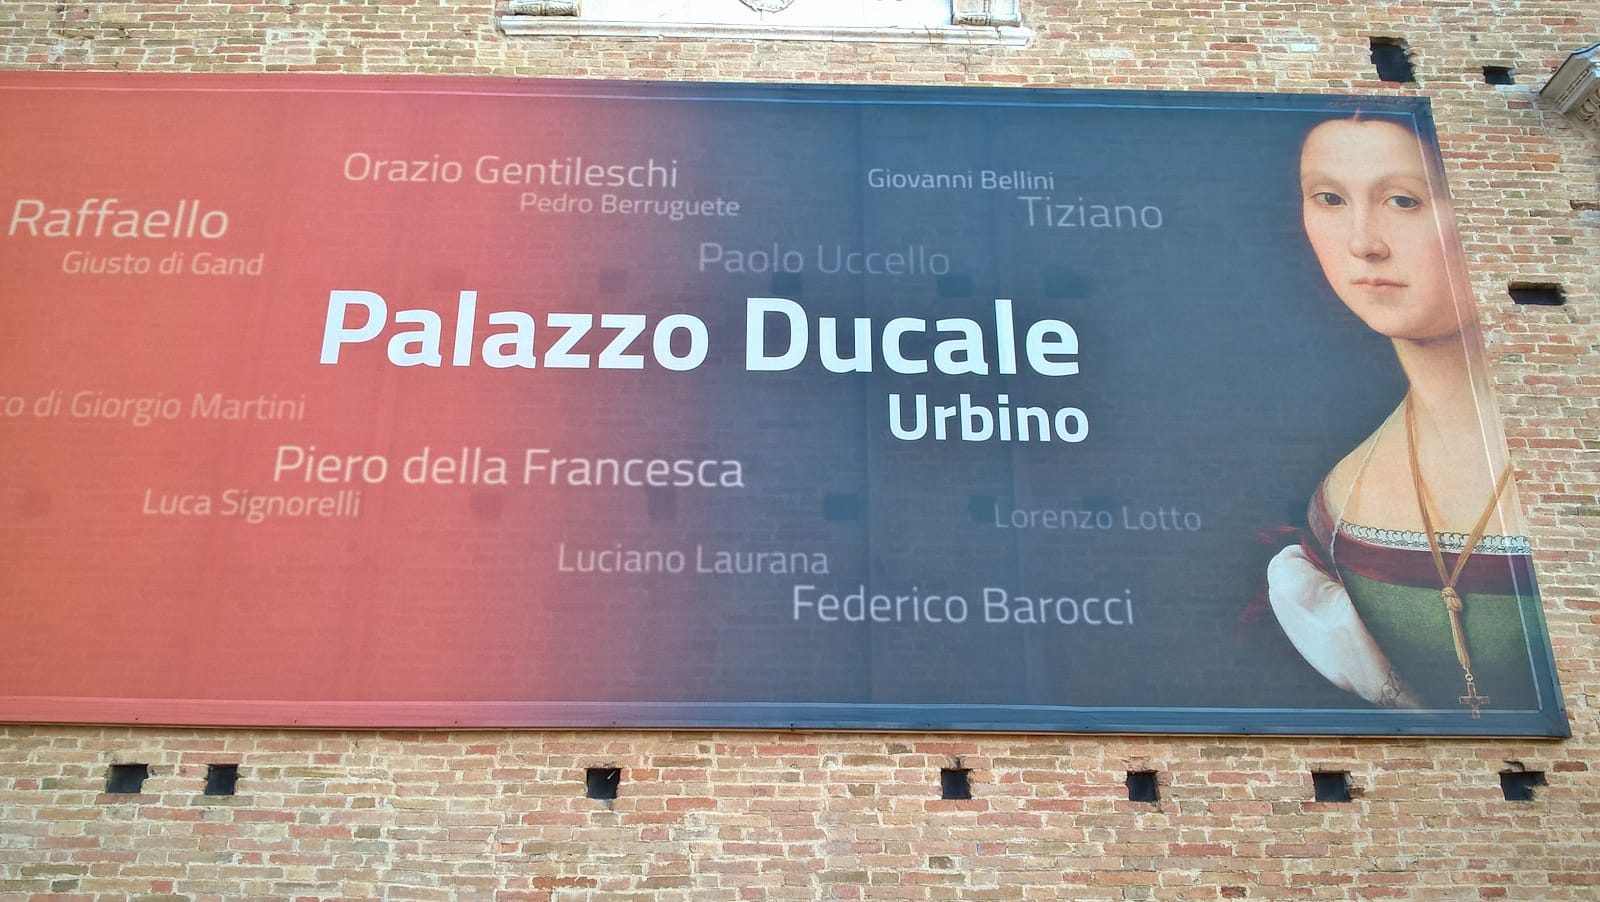 Orazio Gentileschi
Giovanni Bellini
Pedro Berruguete
Raffaello
Tiziano
Giusto di Gand
Paolo Uccello
Palazzo Ducale
Urbino
di Giorgio Martini
Piero della Francesca
Luca Signorelli
Lorenzo Lotto
Luciano Laurana
Federico Barocci